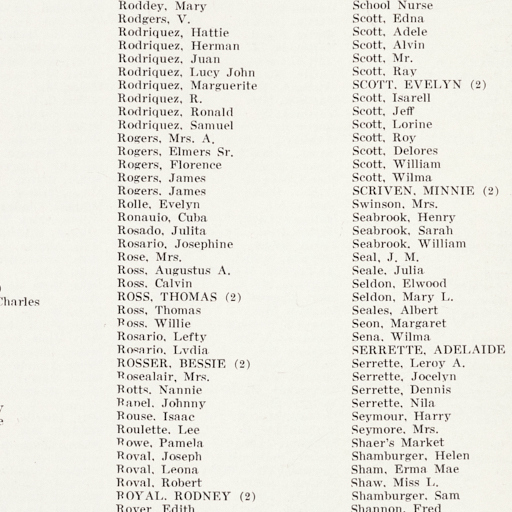 Charles
Roddey, Mary
Rodgers, V.
Rodriquez, Hattie
Rodriquez, Herman
Rodriquez, Juan
Rodriquez, Lucy John
Rodriquez, Marguerite
Rodriquez, R.
Rodriquez, Ronald
Rodriquez, Samuel
Rogers, Mrs. A.
Rogers, Elmers Sr.
Rogers, Florence
Rogers, James
Rogers, James
Rolle, Evelyn
Ronauio, Cuba
Rosado, Julita
Rosario, Josephine
Rose, Mrs.
Ross, Augustus A.
Ross, Calvin
ROSS, THOMAS (2)
Ross, Thomas
Ross. Willie
Rosario, Lefty
Rosario, Lydia
ROSSER, BESSIE (2)
Rosealair, Mrs.
Rotts, Nannie
Ranel, Johnny
Rouse. Isaac
Roulette, Lee
Rowe, Pamela
Royal, Joseph
Royal, Leona
Royal, Robert
ROYAL, RODNEY (2)
Royer, Edith
School Nurse
Scott, Edna
Scott, Adele
Scott, Alvin
Scott, Mr.
Scott, Ray
SCOTT, EVELYN (2)
Scott, Isarell
Scott, Jeff
Scott, Lorine
Scott, Roy
Scott, Delores
Scott, William
Scott, Wilma
SCRIVEN, MINNIE (2)
Swinson, Mrs.
Seabrook, Henry
Seabrook, Sarah
Seabrook, William
Seal, J. M.
Seale, Julia
Seldon, Elwood
Seldon, Mary L.
Seales, Albert
Seon, Margaret
Sena, Wilma
SERRETTE, ADELAIDE
Serrette, Leroy A.
Serrette, Jocelyn
Serrette, Dennis
Serrette, Nila
Seymour, Harry
Seymore, Mrs.
Shaer's Market
Shamburger, Helen
Sham, Erma Mae
Shaw, Miss L.
Shamburger, Sam
Shannon, Fred